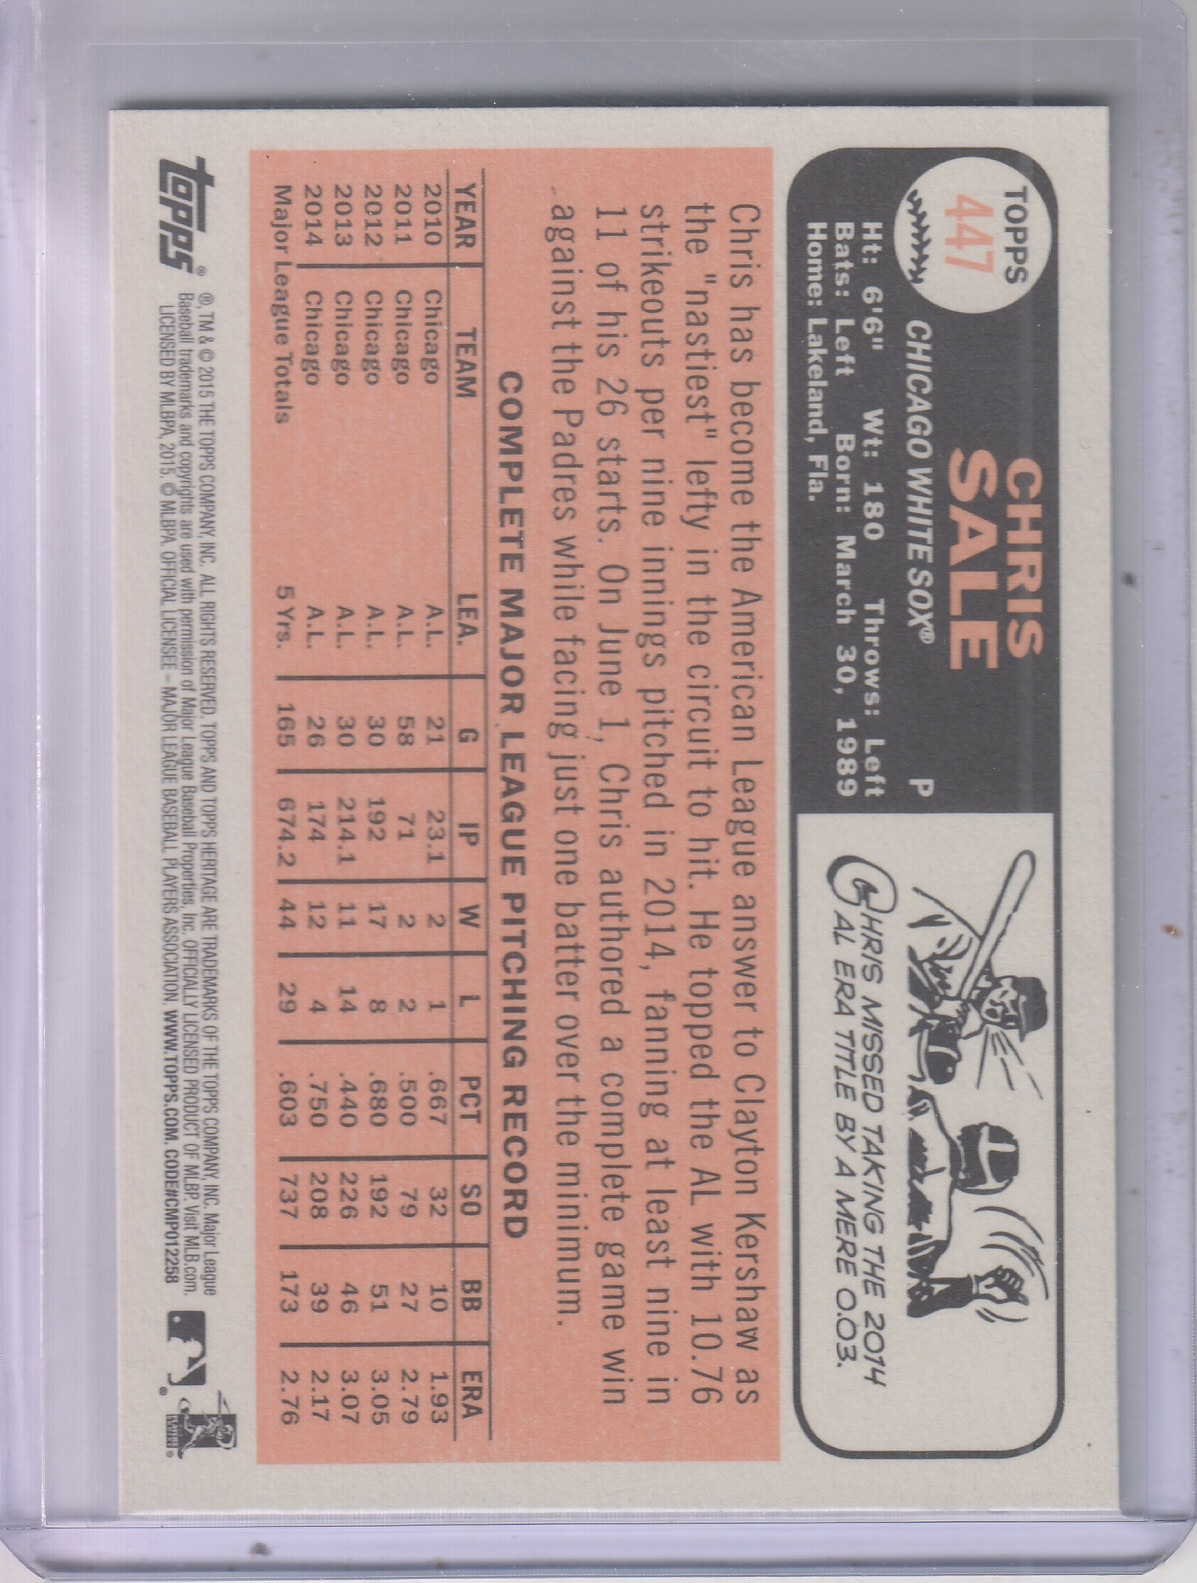 TOPPS
447
CHRIS
SALE
CHICAGO WHITE SOX® P
Ht: 6'6" Wt: 180 Throws: Left
Bats: Left Born: March 30, 1989
Home: Lakeland, Fla.
CHRIS MISSED TAKING THE 2014
AL ERA TITLE BY A MERE 0.03.
Chris has become the American League answer to Clayton Kershaw as
the "nastiest" lefty in the circuit to hit. He topped the AL with 10.76
strikeouts per nine innings pitched in 2014, fanning at least nine in
11 of his 26 starts. On June 1, Chris authored a complete game win
against the Padres while facing just one batter over the minimum.
COMPLETE MAJOR LEAGUE PITCHING RECORD
YEAR TEAM LEA. G IP W L PCT SO BB ERA
2010 Chicago A.L. 21 23.1 2 1 .667 32 10 1.93
2011 Chicago A.L. 58 71 2 2 .500 79 27 2.79
2012 Chicago A.L. 30 192 17 8 .680 192 51 3.05
2013 Chicago A.L. 30 214.1 11 14 .440 226 46 3.07
2014 Chicago A.L. 26 174 12 4 .750 208 39 2.17
Major League Totals 5 Yrs. 165 674.2 44 29 .603 737 173 2.76
Topps®
®, TM & © 2015 THE TOPPS COMPANY, INC. ALL RIGHTS RESERVED. TOPPS AND TOPPS HERITAGE ARE TRADEMARKS OF THE TOPPS COMPANY, INC. Major League
Baseball trademarks and copyrights are used with permission of Major League Baseball Properties, Inc. OFFICIALLY LICENSED PRODUCT OF MLBP. Visit MLB.com.
LICENSED BY MLBPA, 2015. © MLBPA. OFFICIAL LICENSEE – MAJOR LEAGUE BASEBALL PLAYERS ASSOCIATION. WWW.TOPPS.COM. CODE#CMP012258